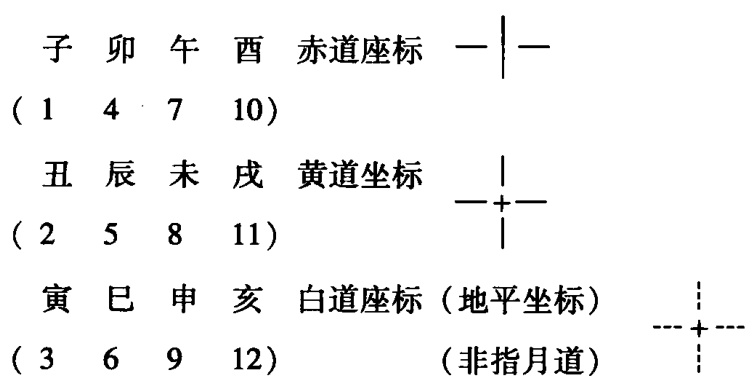 子 卯 午 酉 赤道座标
( 1 4 7 10)
丑 辰 未 戌 黄道坐标
( 2 5 8 11)
寅 巳 申 亥 白道座标 (地平坐标)
( 3 6 9 12) (非指月道)